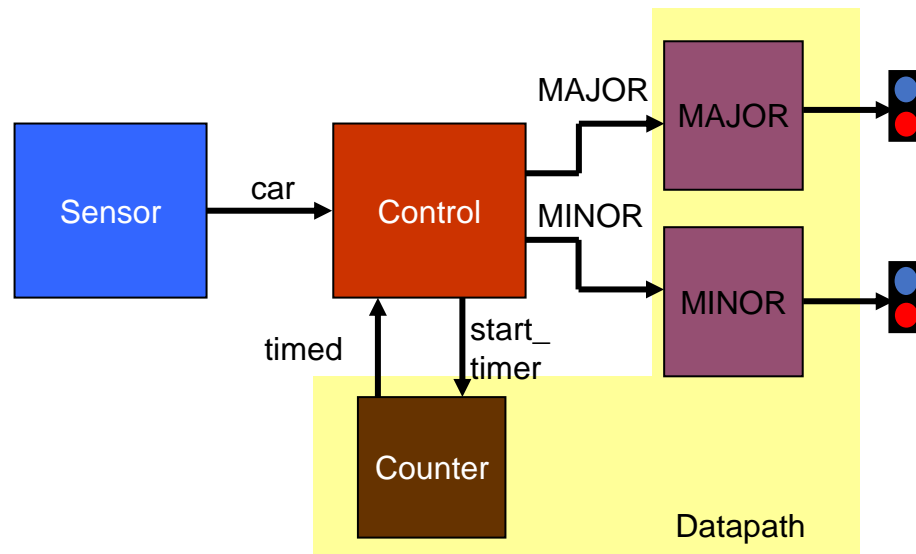 MAJOR
MAJOR
Sensor
car
Control
MINOR
MINOR
timed
start_
timer
Counter
Datapath